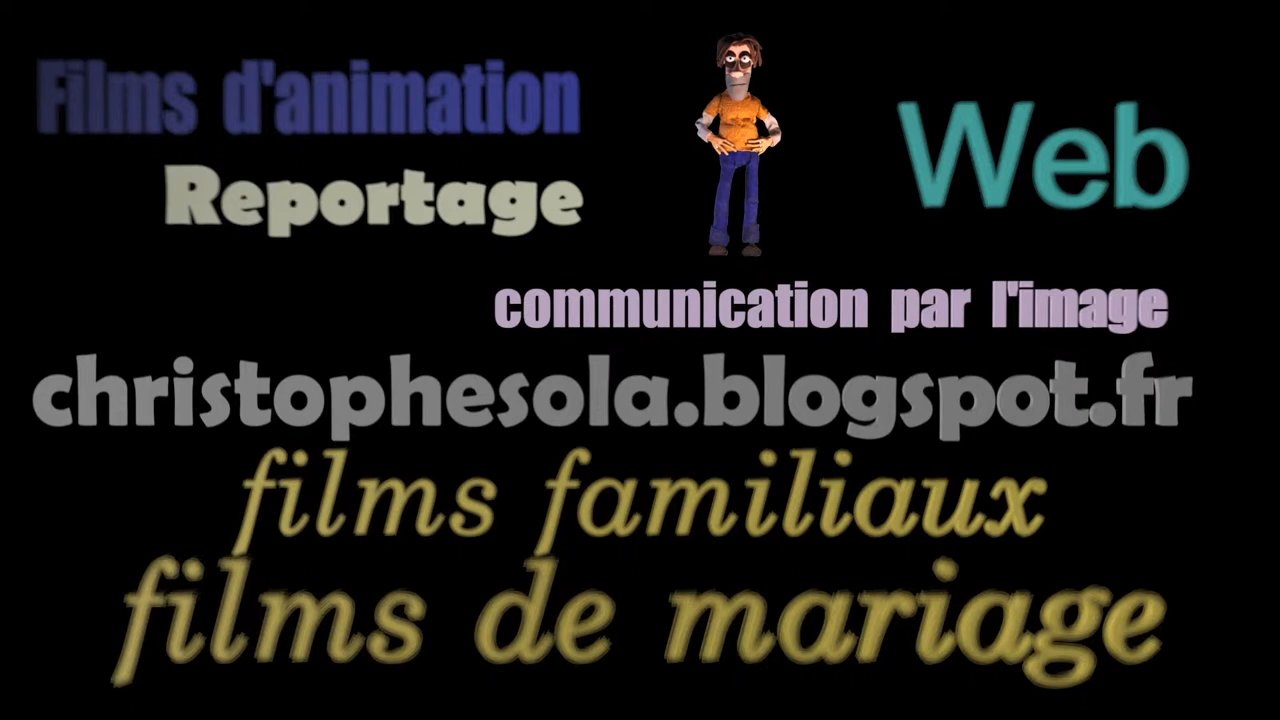 Films d'animation
Web
Reportage
communication par l'image
christophesola.blogspot.fr
films familiaux
films de mariage